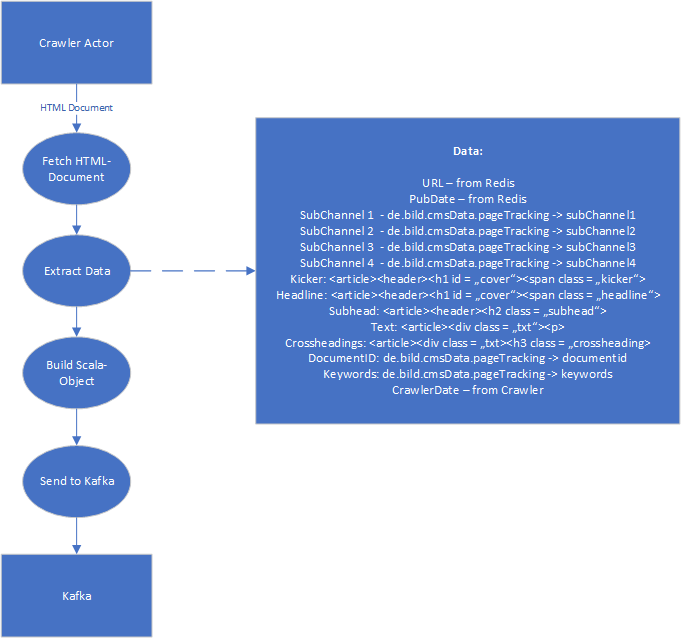 Crawler Actor
HTML Document
Fetch HTML-
Document
Extract Data
Build Scala-
Object
Send to Kafka
Kafka
Data:
URL – from Redis
PubDate – from Redis
SubChannel 1  - de.bild.cmsData.pageTracking -> subChannel1
SubChannel 2  - de.bild.cmsData.pageTracking -> subChannel2
SubChannel 3  - de.bild.cmsData.pageTracking -> subChannel3
SubChannel 4  - de.bild.cmsData.pageTracking -> subChannel4
Kicker: <article><header><h1 id = „cover“><span class = „kicker“>
Headline: <article><header><h1 id = „cover“><span class = „headline“>
Subhead: <article><header><h2 class = „subhead“>
Text: <article><div class = „txt“><p>
Crossheadings: <article><div class = „txt><h3 class = „crossheading>
DocumentID: de.bild.cmsData.pageTracking -> documentid
Keywords: de.bild.cmsData.pageTracking -> keywords
CrawlerDate – from Crawler